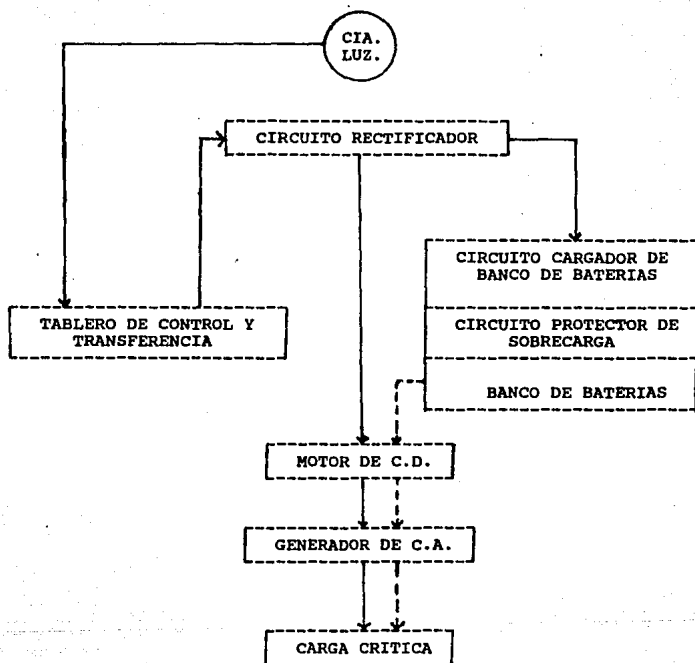 CIA.
LUZ.
CIRCUITO RECTIFICADOR
CIRCUITO CARGADOR DE
BANCO DE BATERIAS
TABLERO DE CONTROL Y
TRANSFERENCIA
CIRCUITO PROTECTOR DE
SOBRECARGA
BANCO DE BATERIAS
MOTOR DE C.D.
GENERADOR DE C.A.
CARGA CRITICA